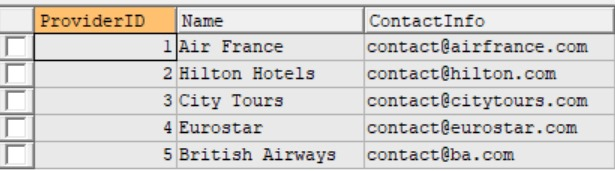 ProviderID Name ContactInfo
1 Air France contact@airfrance.com
2 Hilton Hotels contact@hilton.com
3 City Tours contact@citytours.com
4 Eurostar contact@eurostar.com
5 British Airways contact@ba.com